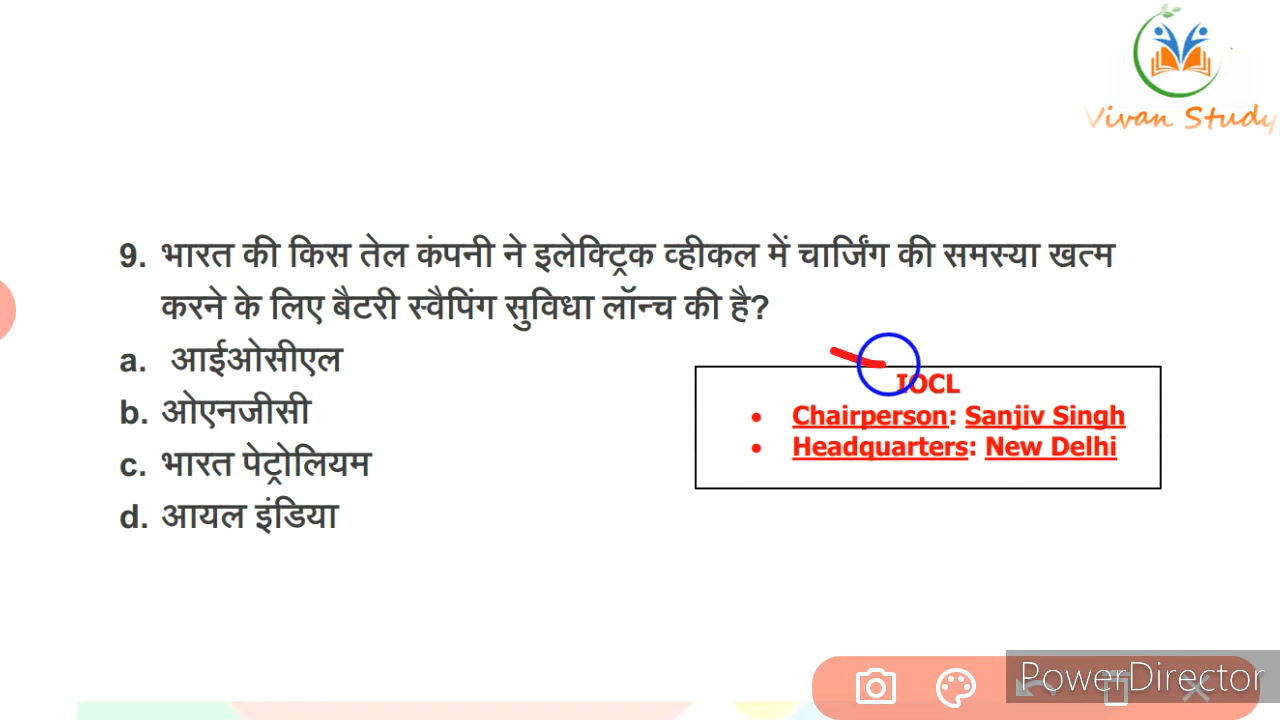 Vivan Study
9. भारत की किस तेल कंपनी ने इलेक्ट्रिक व्हीकल में चार्जिंग की समस्या खत्म
करने के लिए बैटरी स्वैपिंग सुविधा लॉन्च की है?
a. आईओसीएल
b. ओएनजीसी
c. भारत पेट्रोलियम
d. आयल इंडिया
IOCL
• Chairperson: Sanjiv Singh
• Headquarters: New Delhi
PowerDirector